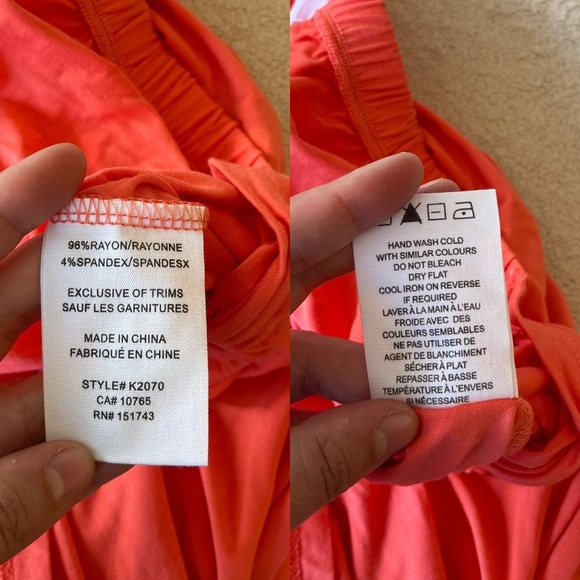 96%RAYON/RAYONNE
4%SPANDEX/SPANDESX
EXCLUSIVE OF TRIMS
SAUF LES GARNITURES
MADE IN CHINA
FABRIQUÉ EN CHINE
STYLE# K2070
CA# 10765
RN# 151743
HAND WASH COLD
WITH SIMILAR COLOURS
DO NOT BLEACH
DRY FLAT
COOL IRON ON REVERSE
IF REQUIRED
LAVER À LA MAIN À L'EAU
FROIDE AVEC DES
COULEURS SEMBLABLES
NE PAS UTILISER DE
AGENT DE BLANCHIMENT
SÉCHER À PLAT
REPASSER À BASSE
TEMPÉRATURE À L'ENVERS
SI NÉCESSAIRE